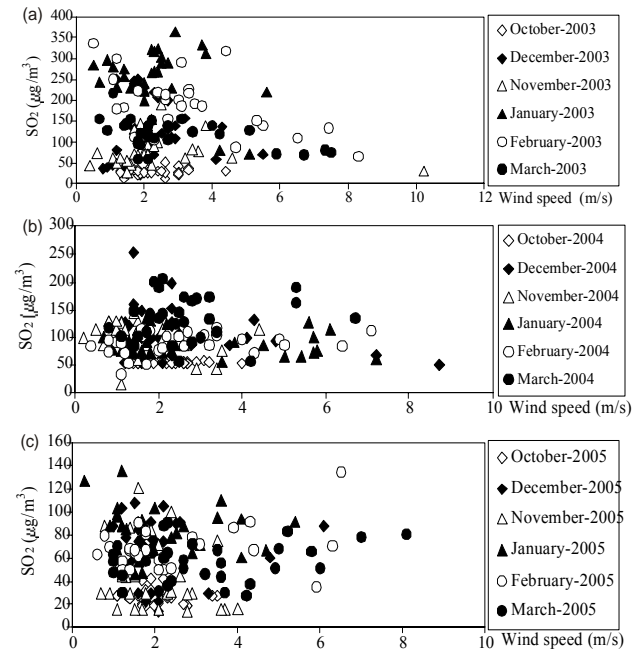 (a)
SO2 (µg/m3)
400
350
300
250
200
150
100
50
0
0 2 4 6 8 10 12
Wind speed (m/s)
October-2003
December-2003
November-2003
January-2003
February-2003
March-2003
(b)
SO2 (µg/m3)
300
250
200
150
100
50
0
0 2 4 6 8 10
Wind speed (m/s)
October-2004
December-2004
November-2004
January-2004
February-2004
March-2004
(c)
SO2 (µg/m3)
160
140
120
100
80
60
40
20
0
0 2 4 6 8 10
Wind speed (m/s)
October-2005
December-2005
November-2005
January-2005
February-2005
March-2005